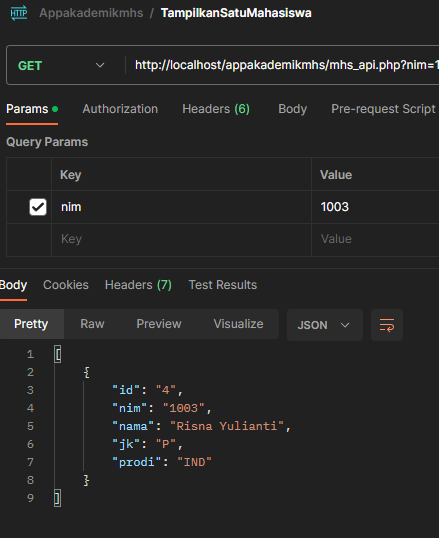 HTTP Appakademikmhs / TampilkanSatuMahasiswa
GET http://localhost/appakademikmhs/mhs_api.php?nim=1
Params Authorization Headers (6) Body Pre-request Script
Query Params
Key Value
nim 1003
Key Value
Body Cookies Headers (7) Test Results
Pretty Raw Preview Visualize JSON
1 [
2 {
3 "id": "4",
4 "nim": "1003",
5 "nama": "Risna Yulianti",
6 "jk": "P",
7 "prodi": "IND"
8 }
9 ]